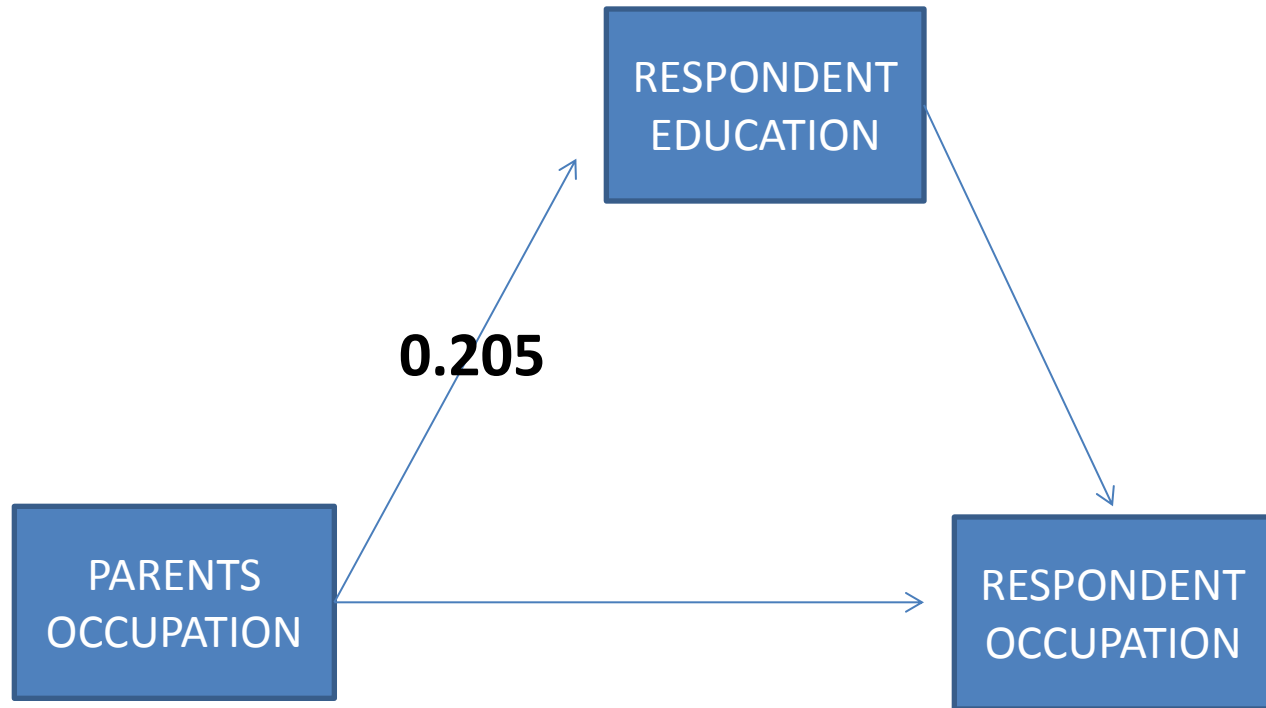 RESPONDENT
EDUCATION
0.205
PARENTS
OCCUPATION
RESPONDENT
OCCUPATION